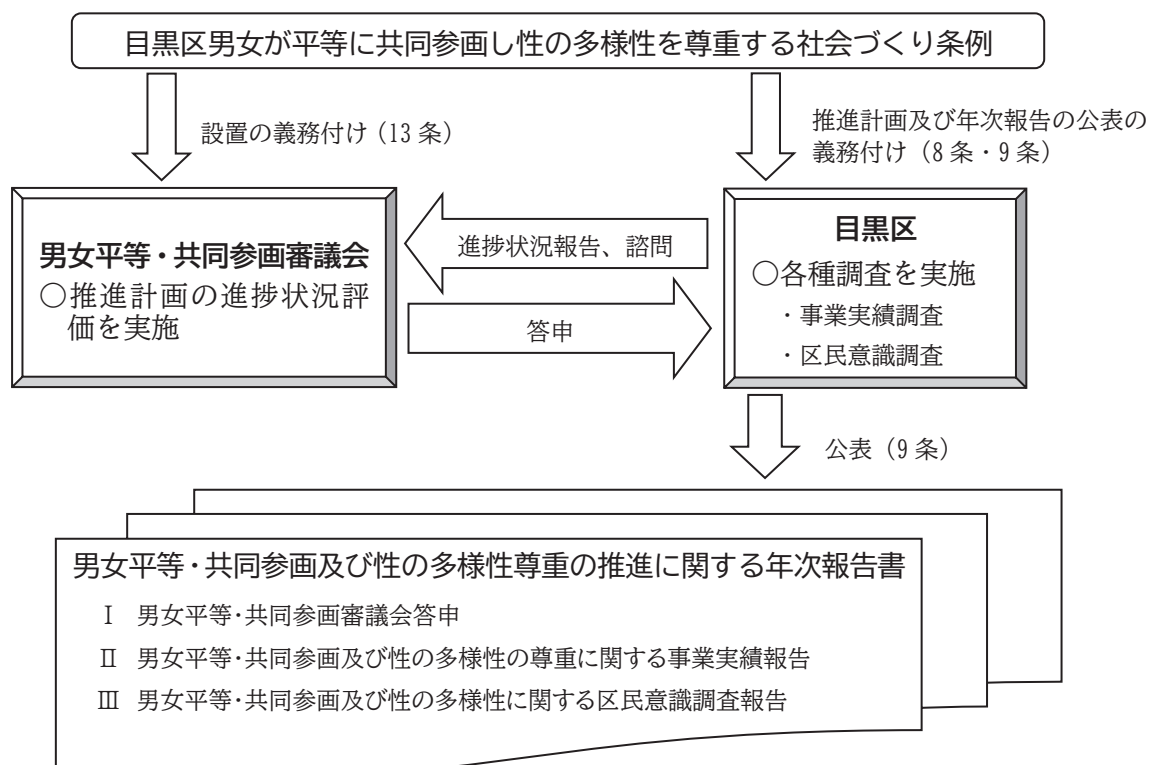 目黒区男女が平等に共同参画し性の多様性を尊重する社会づくり条例
設置の義務付け（13条）
推進計画及び年次報告の公表の
義務付け（8条・9条）
男女平等・共同参画審議会
○推進計画の進捗状況評
価を実施
進捗状況報告、諮問
答申
目黒区
○各種調査を実施
・事業実績調査
・区民意識調査
公表（9条）
男女平等・共同参画及び性の多様性尊重の推進に関する年次報告書
Ⅰ 男女平等・共同参画審議会答申
Ⅱ 男女平等・共同参画及び性の多様性の尊重に関する事業実績報告
Ⅲ 男女平等・共同参画及び性の多様性に関する区民意識調査報告